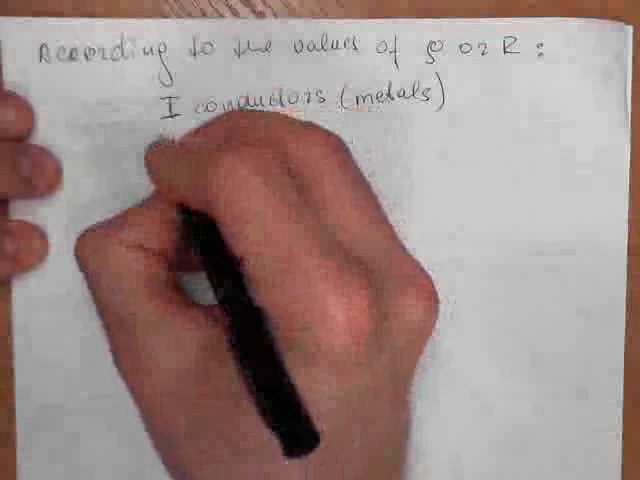 According to the values of ρ or R :
I conductors (metals)